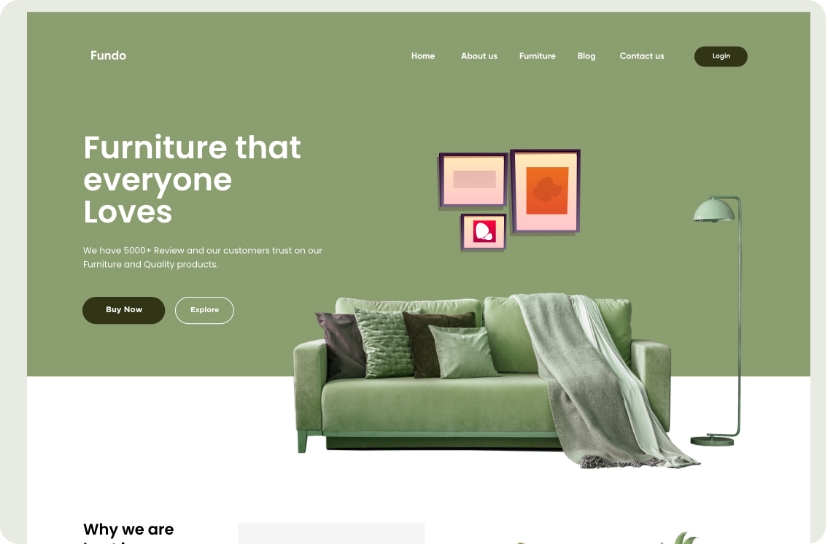 Fundo
Home About us Furniture Blog Contact us Login
Furniture that
everyone
Loves
We have 5000+ Review and our customers trust on our
Furniture and Quality products.
Buy Now Explore
Why we are